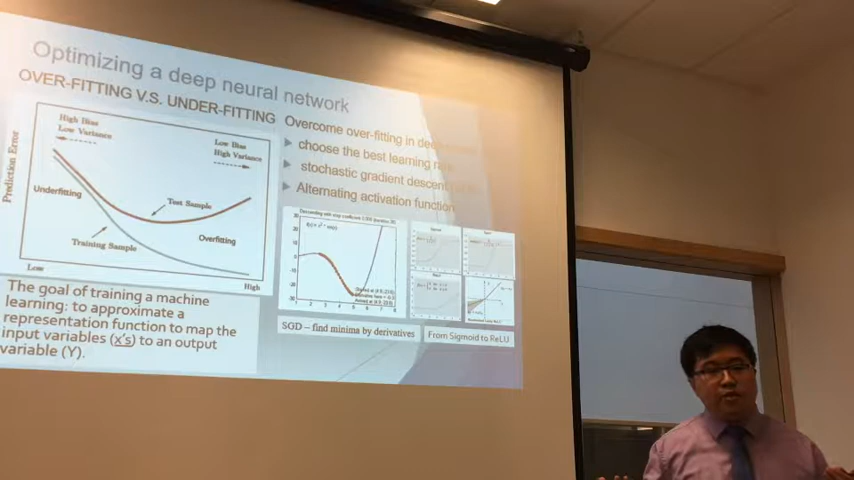 Optimizing a deep neural network
OVER-FITTING V.S. UNDER-FITTING
High Bias
Low Variance
Low Bias
High Variance
Prediction Error
Underfitting
Test Sample
Overfitting
Training Sample
Low
High
The goal of training a machine
learning: to approximate a
representation function to map the
input variables (x's) to an output
variable (Y).
Overcome over-fitting in
choose the best learning
stochastic gradient descent
Alternating activation function
SGD – find minima by derivatives
From Sigmoid to ReLU